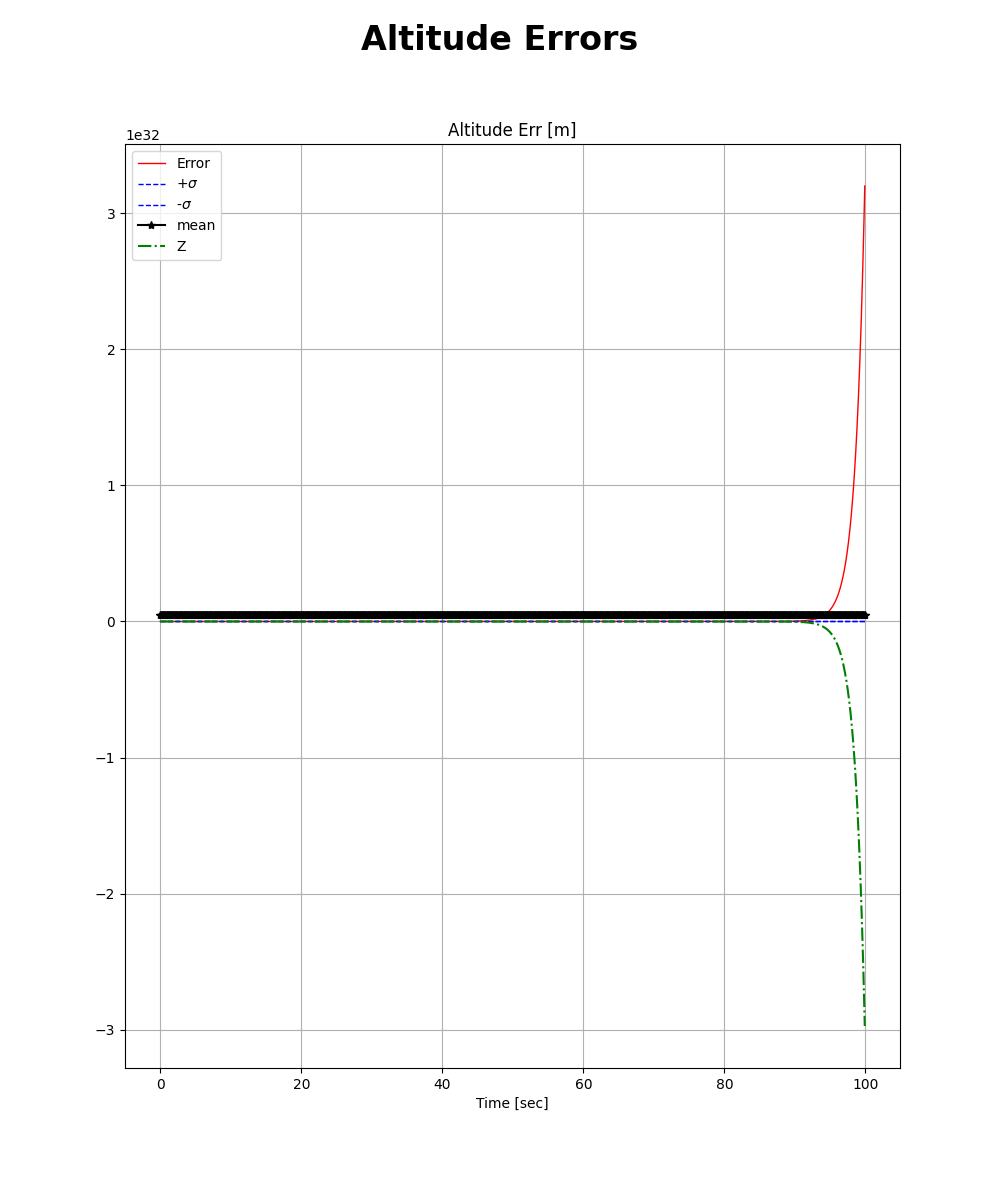 Altitude Errors
Altitude Err [m]
1e32
Error
+σ
-σ
mean
Z
3
2
1
0
−1
−2
−3
0 20 40 60 80 100
Time [sec]